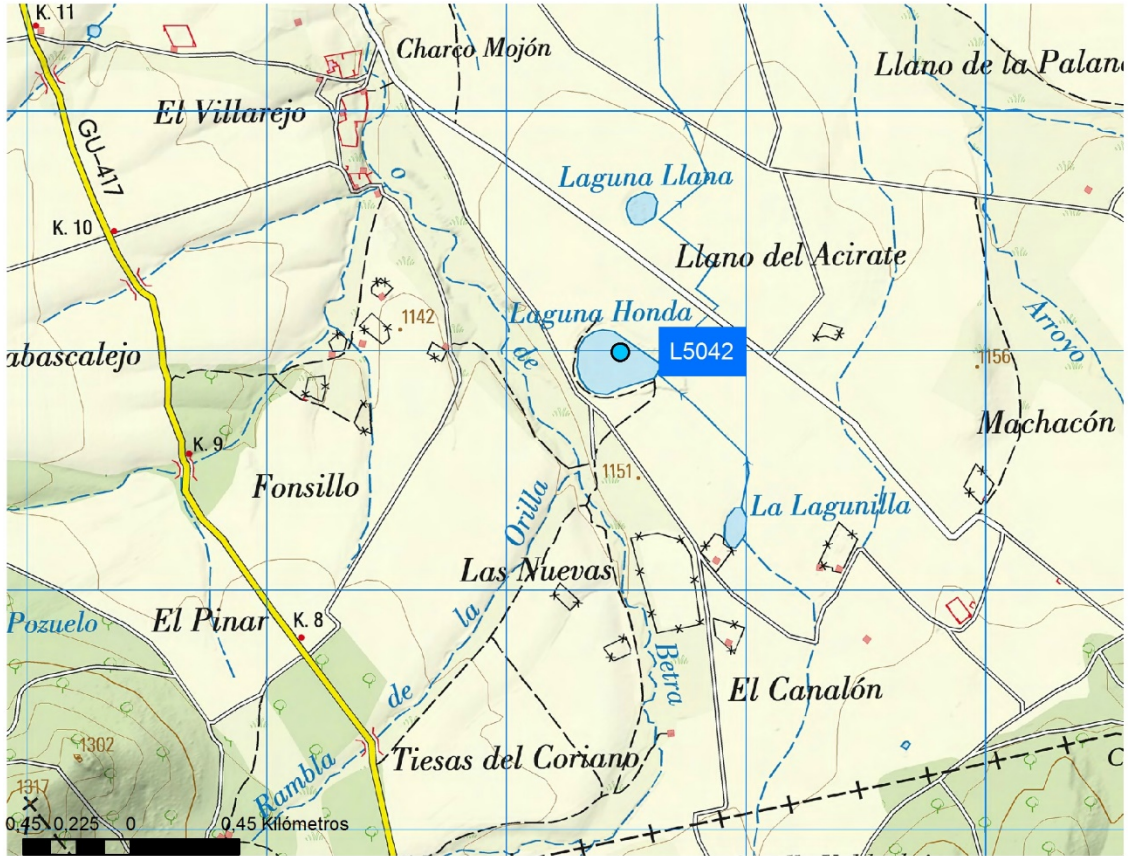 K. 11
Charco Mojón
Llano de la Palan
El Villarejo
GU-417
Laguna Llana
K. 10
Llano del Acirate
Laguna Honda
Arroyo
1142
de
L5042
abascalejo
1156
Machacón
K. 9
1151
Fonsillo
Orilla
La Lagunilla
Las Nuevas
Pozuelo
El Pinar
K. 8
la
Betra
de
El Canalón
1302
Tiesas del Coriano
Rambla
1317
C
0,45 0,225 0 0,45 Kilómetros